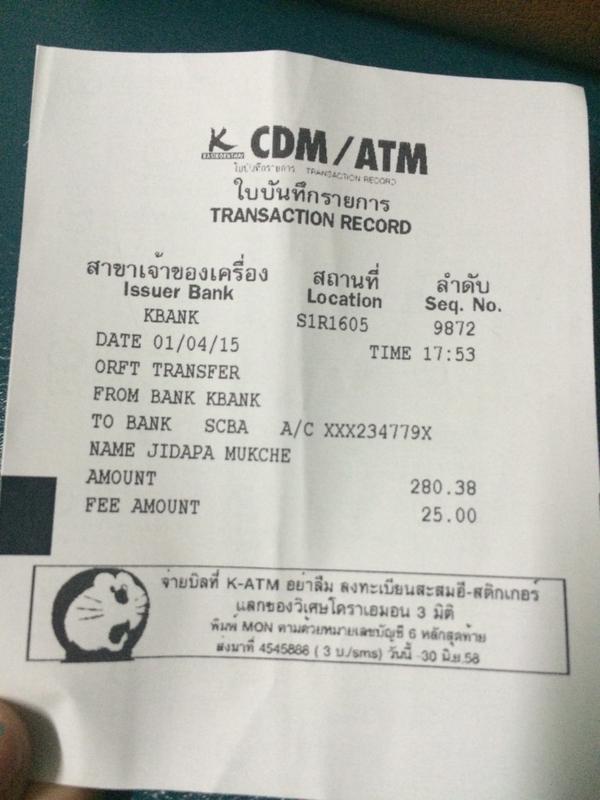 K CDM/ATM
KASIKORNBANK
ใบบันทึกรายการ TRANSACTION RECORD
ใบบันทึกรายการ
TRANSACTION RECORD
สาขาเจ้าของเครื่อง สถานที่ ลำดับ
Issuer Bank Location Seq. No.
KBANK S1R1605 9872
DATE 01/04/15 TIME 17:53
ORFT TRANSFER
FROM BANK KBANK
TO BANK SCBA A/C XXX234779X
NAME JIDAPA MUKCHE
AMOUNT 280.38
FEE AMOUNT 25.00
จ่ายบิลที่ K-ATM อย่าลืม ลงทะเบียนสะสมอี-สติกเกอร์
แลกของวิเศษโดราเอมอน 3 มิติ
พิมพ์ MON ตามด้วยหมายเลขบัญชี 6 หลักสุดท้าย
ส่งมาที่ 4545888 ( 3 บ./sms) วันนี้ -30 มิ.ย.58